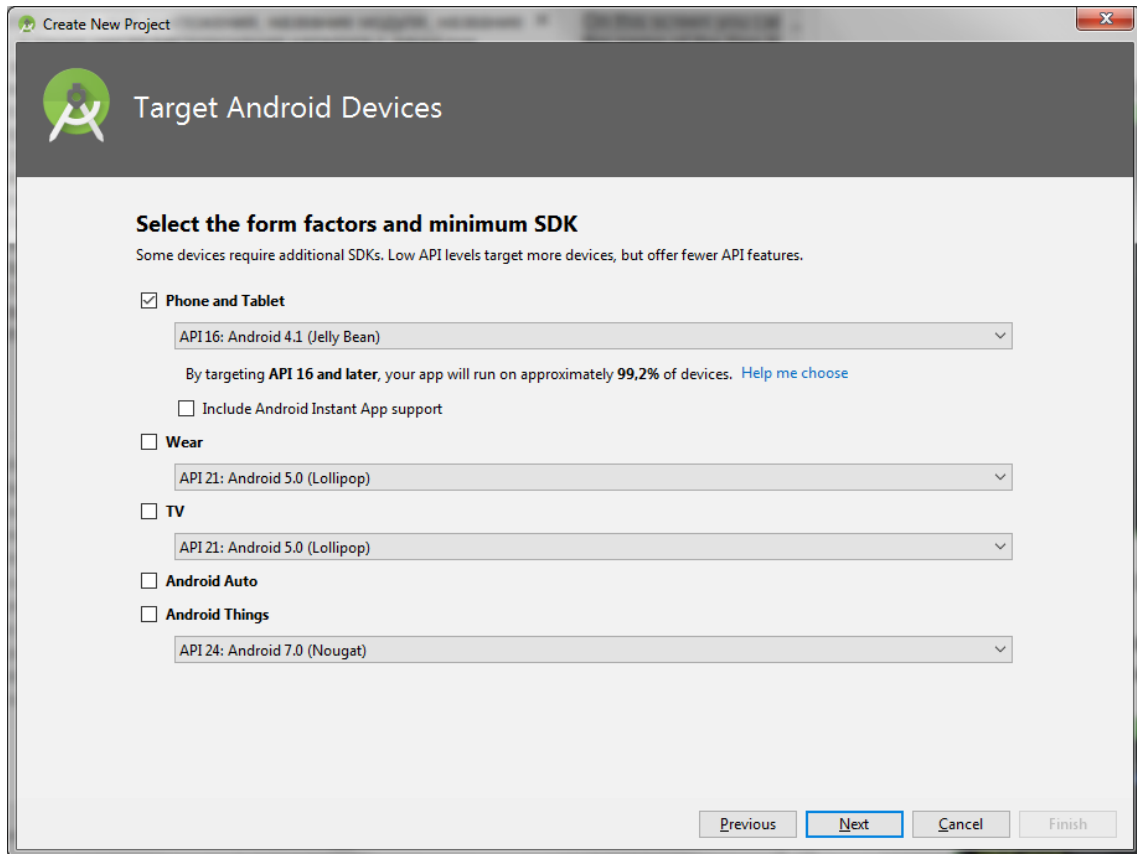 Create New Project
Target Android Devices
Select the form factors and minimum SDK
Some devices require additional SDKs. Low API levels target more devices, but offer fewer API features.
Phone and Tablet
API 16: Android 4.1 (Jelly Bean)
By targeting API 16 and later, your app will run on approximately 99,2% of devices. Help me choose
Include Android Instant App support
Wear
API 21: Android 5.0 (Lollipop)
TV
API 21: Android 5.0 (Lollipop)
Android Auto
Android Things
API 24: Android 7.0 (Nougat)
Previous Next Cancel Finish